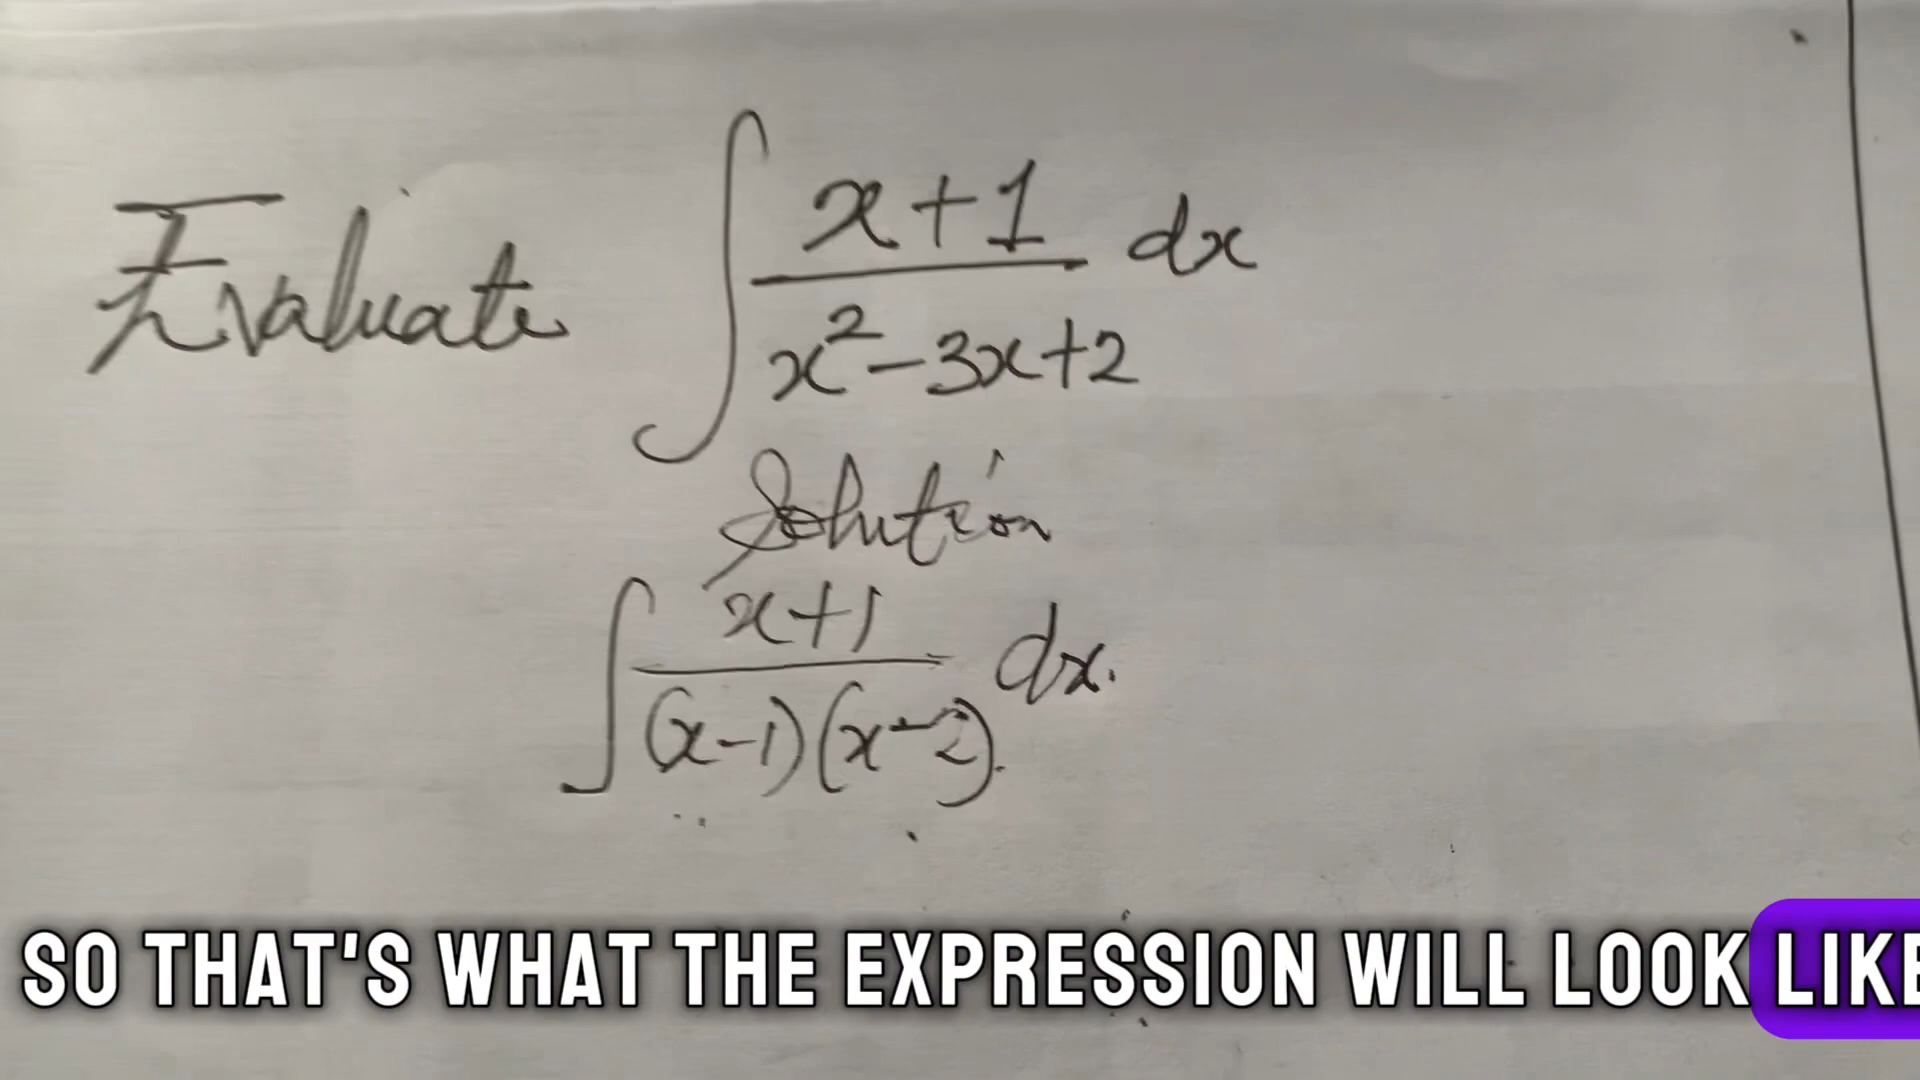 Evaluate ∫ x+1 / x²-3x+2 dx
Solution
∫ x+1 / (x-1)(x-2) dx.
SO THAT'S WHAT THE EXPRESSION WILL LOOK LIKE